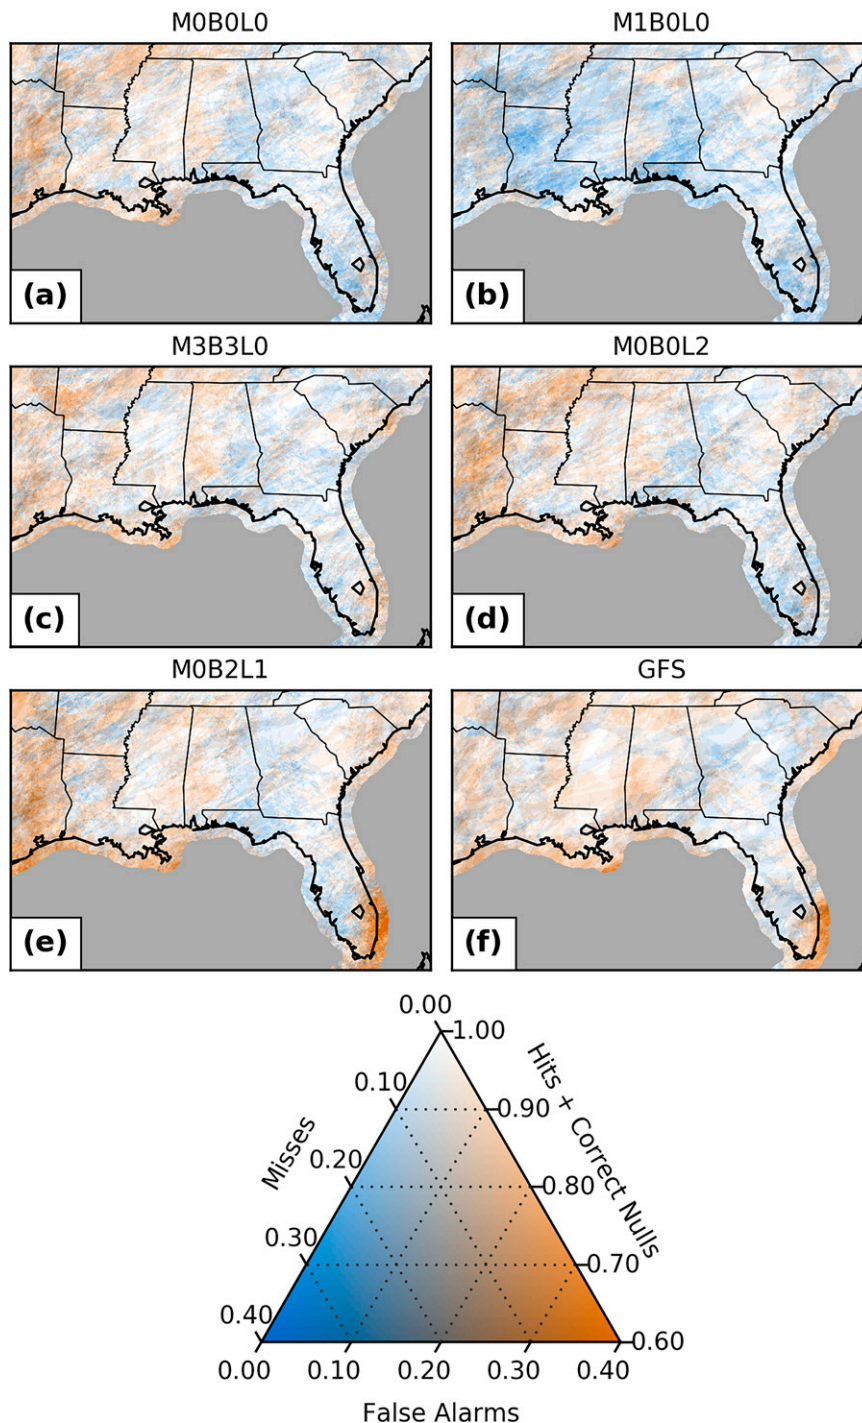 M0B0L0
M1B0L0
(a)
(b)
M3B3L0
M0B0L2
(c)
(d)
M0B2L1
GFS
(e)
(f)
0.00
1.00
0.10
0.90
Hits + Correct Nulls
Misses
0.20
0.80
0.30
0.70
0.40
0.60
0.00 0.10 0.20 0.30 0.40
False Alarms